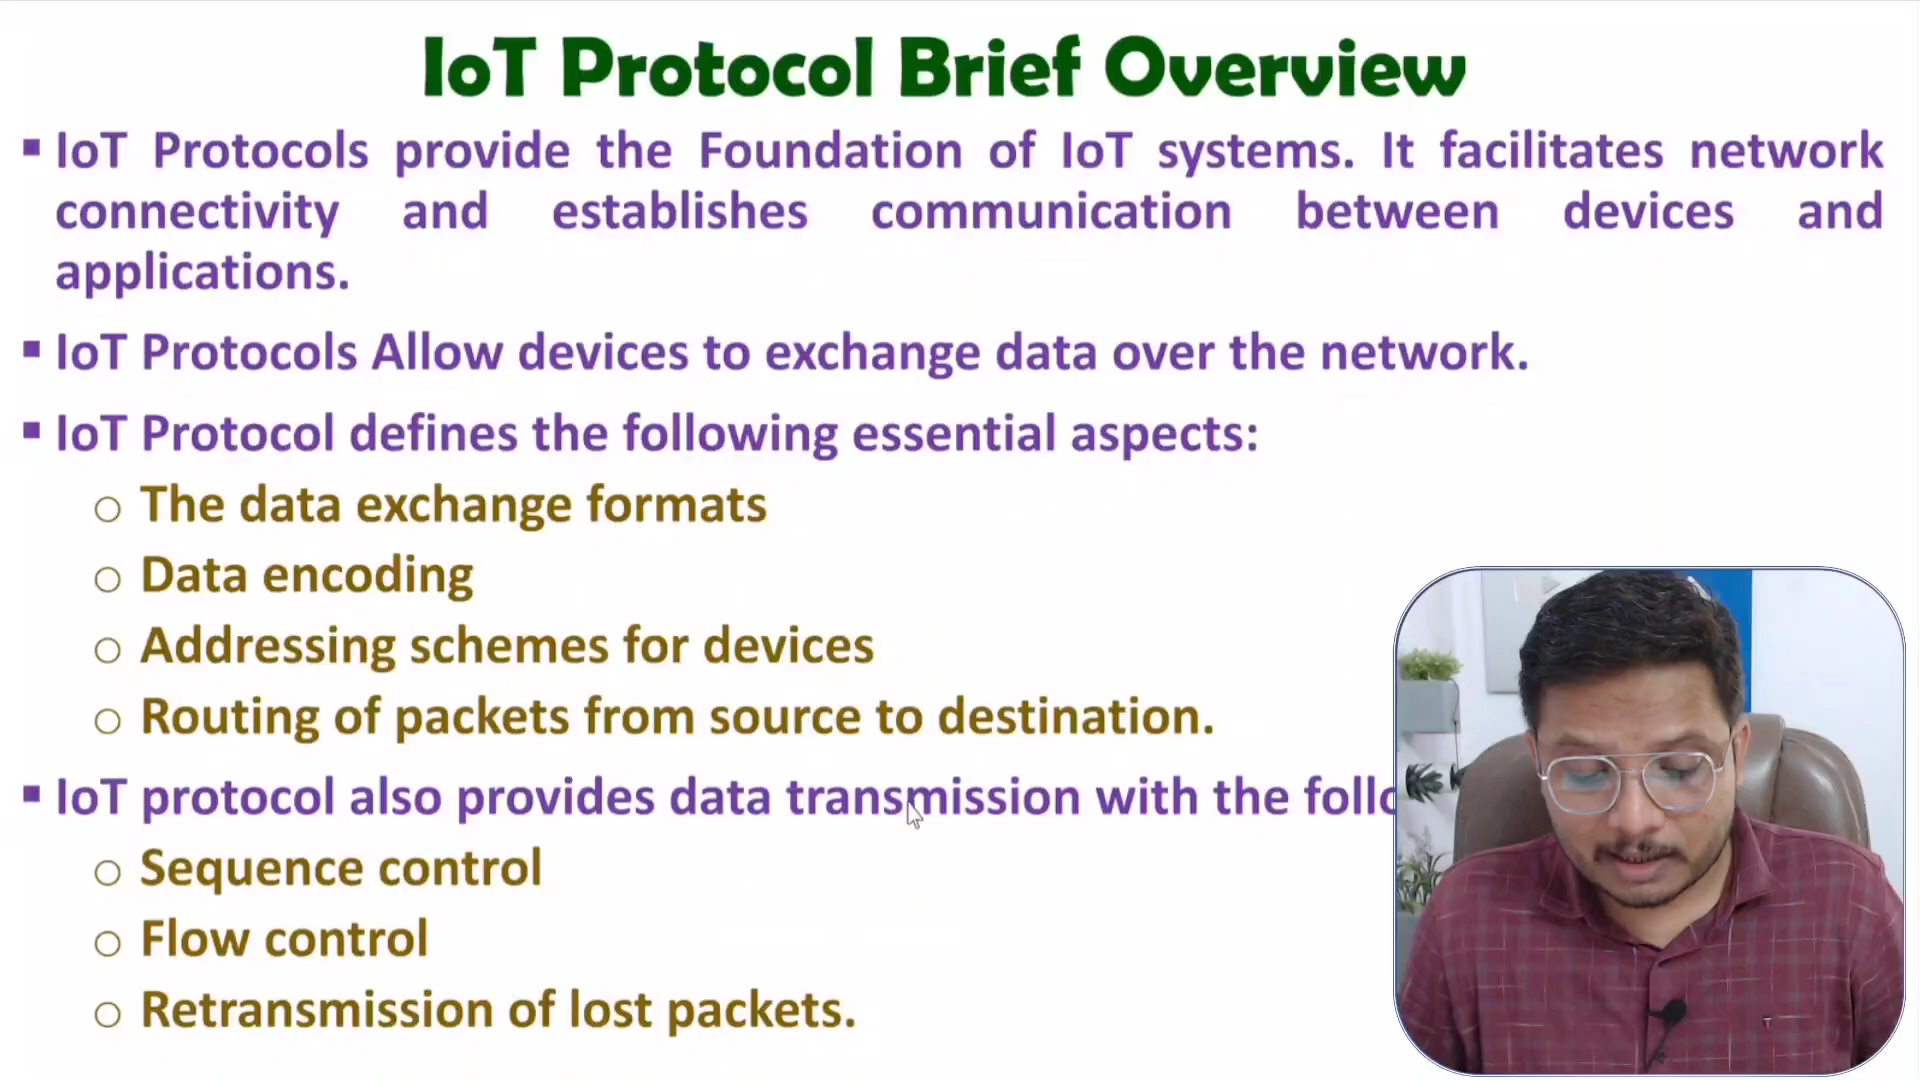 IoT Protocol Brief Overview
▪ IoT Protocols provide the Foundation of IoT systems. It facilitates network
connectivity and establishes communication between devices and
applications.
▪ IoT Protocols Allow devices to exchange data over the network.
▪ IoT Protocol defines the following essential aspects:
○ The data exchange formats
○ Data encoding
○ Addressing schemes for devices
○ Routing of packets from source to destination.
▪ IoT protocol also provides data transmission with the
○ Sequence control
○ Flow control
○ Retransmission of lost packets.